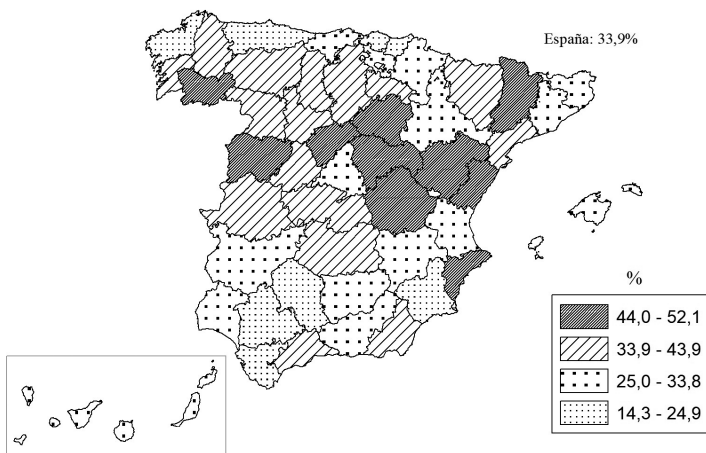 España: 33,9%
%
44,0 - 52,1
33,9 - 43,9
25,0 - 33,8
14,3 - 24,9